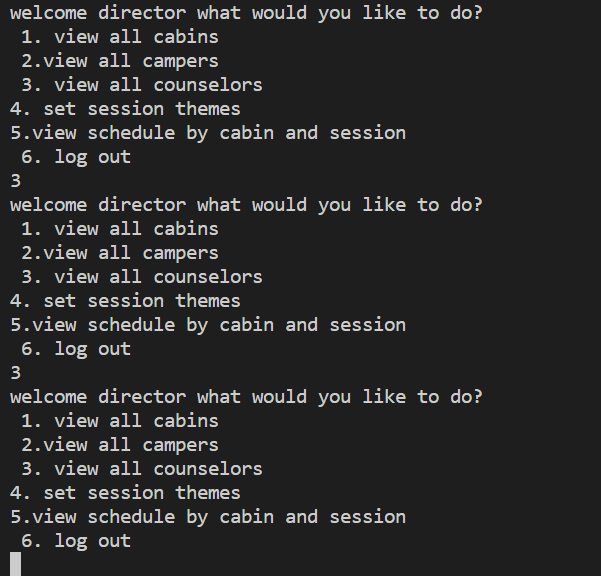 welcome director what would you like to do?
 1. view all cabins
 2.view all campers
 3. view all counselors
4. set session themes
5.view schedule by cabin and session
 6. log out
3
welcome director what would you like to do?
 1. view all cabins
 2.view all campers
 3. view all counselors
4. set session themes
5.view schedule by cabin and session
 6. log out
3
welcome director what would you like to do?
 1. view all cabins
 2.view all campers
 3. view all counselors
4. set session themes
5.view schedule by cabin and session
 6. log out